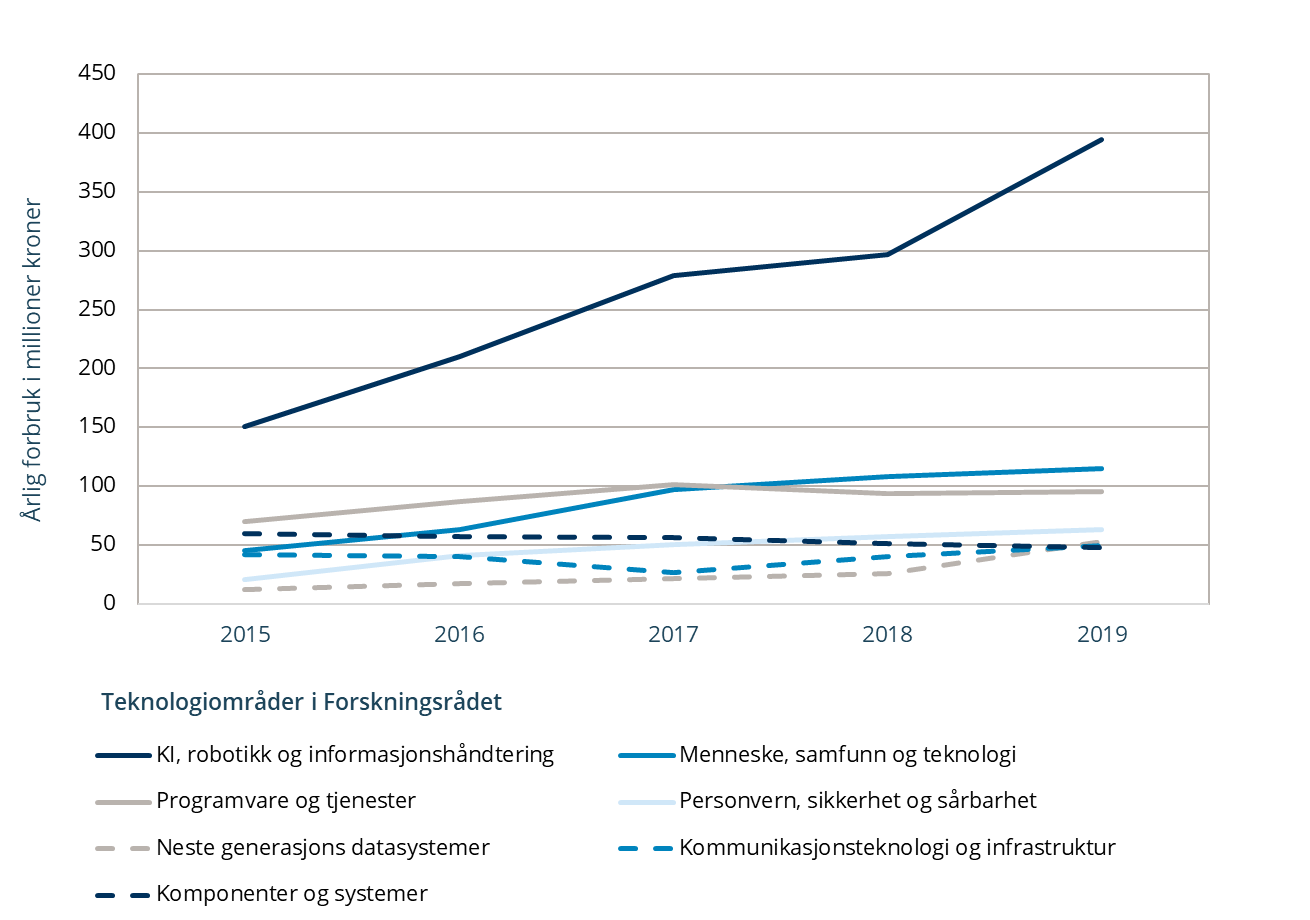 450
400
350
300
250
200
150
100
50
0
Årlig forbruk i millioner kroner
2015 2016 2017 2018 2019
Teknologiområder i Forskningsrådet
KI, robotikk og informasjonshåndtering Menneske, samfunn og teknologi
Programvare og tjenester Personvern, sikkerhet og sårbarhet
Neste generasjons datasystemer Kommunikasjonsteknologi og infrastruktur
Komponenter og systemer